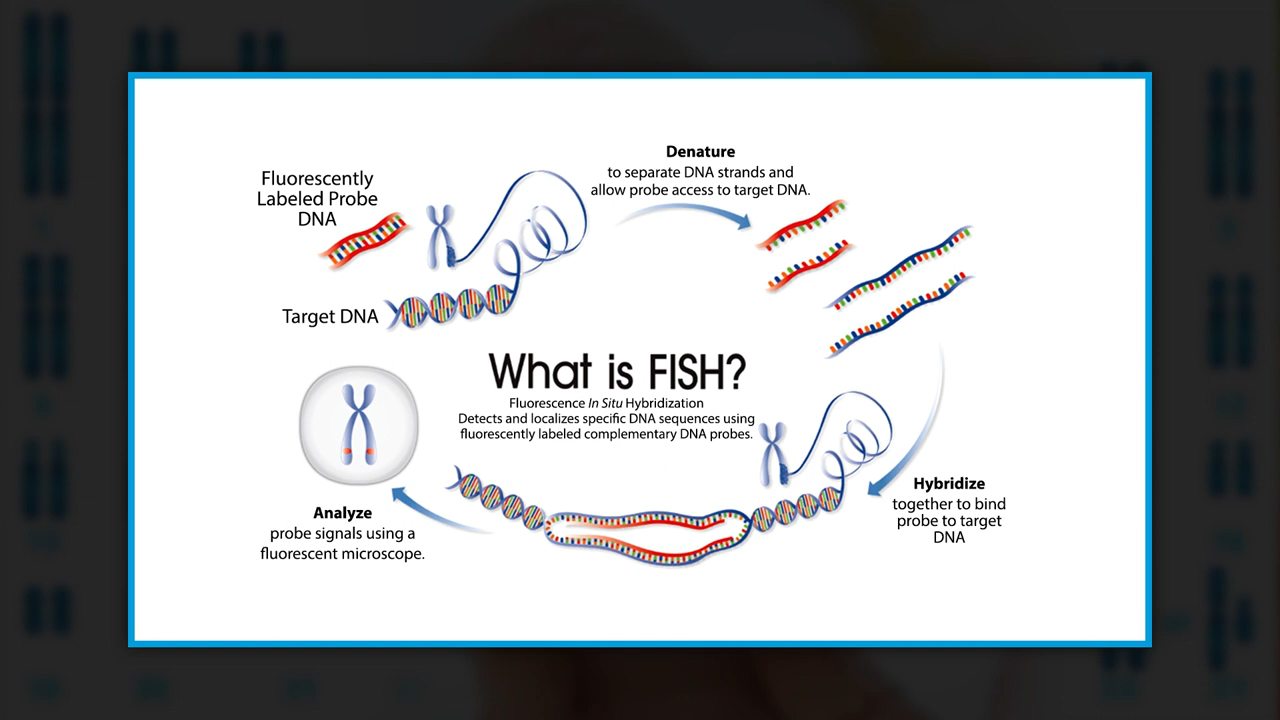 Fluorescently
Labeled Probe
DNA
Target DNA
Denature
to separate DNA strands and
allow probe access to target DNA.
What is FISH?
Fluorescence In Situ Hybridization
Detects and localizes specific DNA sequences using
fluorescently labeled complementary DNA probes.
Hybridize
together to bind
probe to target
DNA
Analyze
probe signals using a
fluorescent microscope.